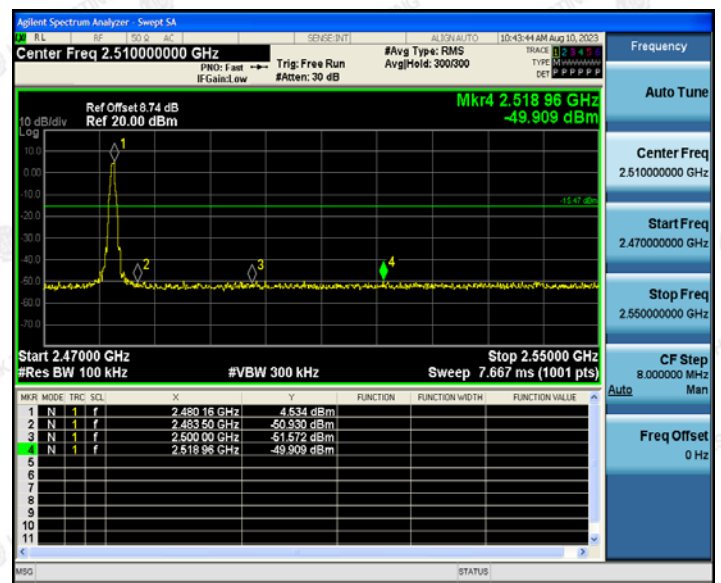 Agilent Spectrum Analyzer - Swept SA
RL RF 50 Ω AC SENSE:INT ALIGNAUTO 10:43:44 AM Aug 10, 2023
Center Freq 2.510000000 GHz #Avg Type: RMS TRACE 1 2 3 4 5 6
PNO: Fast Trig: Free Run Avg|Hold: 300/300 TYPE M
IFGain:Low #Atten: 30 dB DET P P P P P P
Frequency
Auto Tune
Center Freq
2.510000000 GHz
Start Freq
2.470000000 GHz
Stop Freq
2.550000000 GHz
CF Step
8.000000 MHz
Auto Man
Freq Offset
0 Hz
Mkr4 2.518 96 GHz
-49.909 dBm
Ref Offset 8.74 dB
10 dB/div Ref 20.00 dBm
Log
10.0
0.00
-10.0
-20.0
-30.0
-40.0
-50.0
-60.0
-70.0
1
2
3
4
-15.47 dBm
Start 2.47000 GHz Stop 2.55000 GHz
#Res BW 100 kHz #VBW 300 kHz Sweep 7.667 ms (1001 pts)
MKR MODE TRC SCL X Y FUNCTION FUNCTION WIDTH FUNCTION VALUE
1 N 1 f 2.480 16 GHz 4.534 dBm
2 N 1 f 2.483 50 GHz -50.930 dBm
3 N 1 f 2.500 00 GHz -51.572 dBm
4 N 1 f 2.518 96 GHz -49.909 dBm
5
6
7
8
9
10
11
MSG STATUS